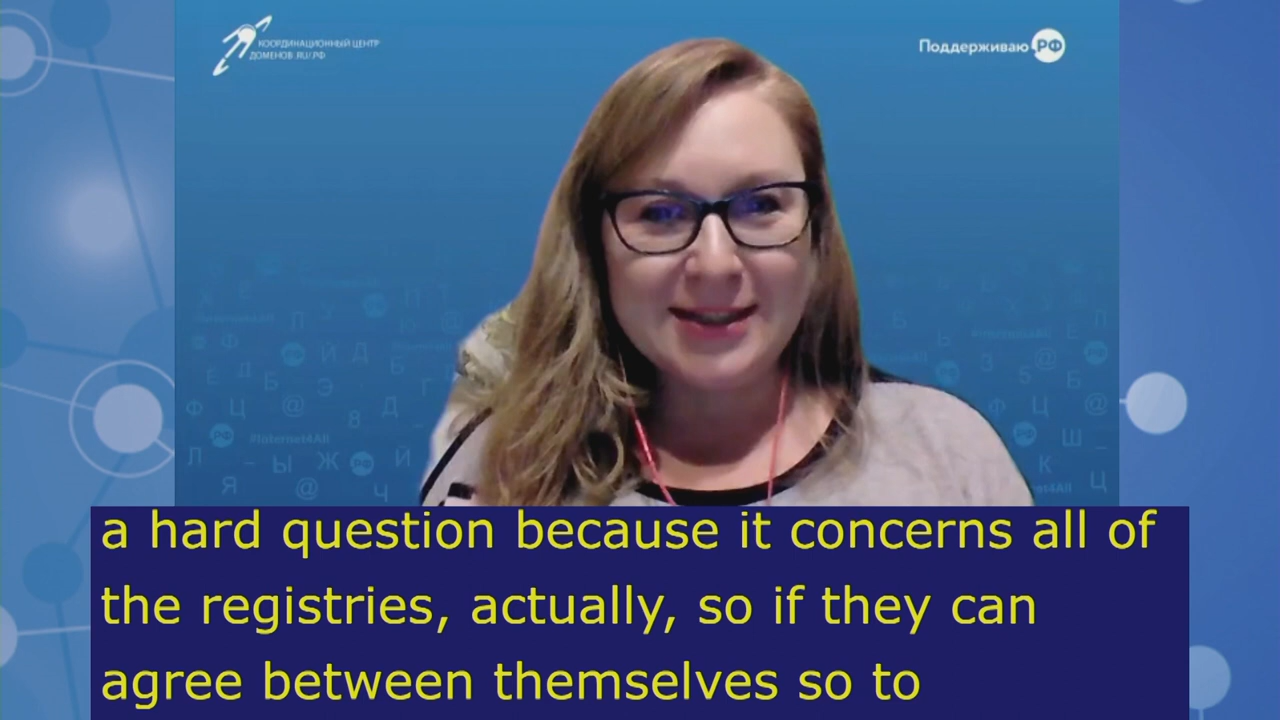 КООРДИНАЦИОННЫЙ ЦЕНТР
ДОМЕНОВ .RU/.РФ
Поддерживаю РФ
#Internet4All
a hard question because it concerns all of
the registries, actually, so if they can
agree between themselves so to